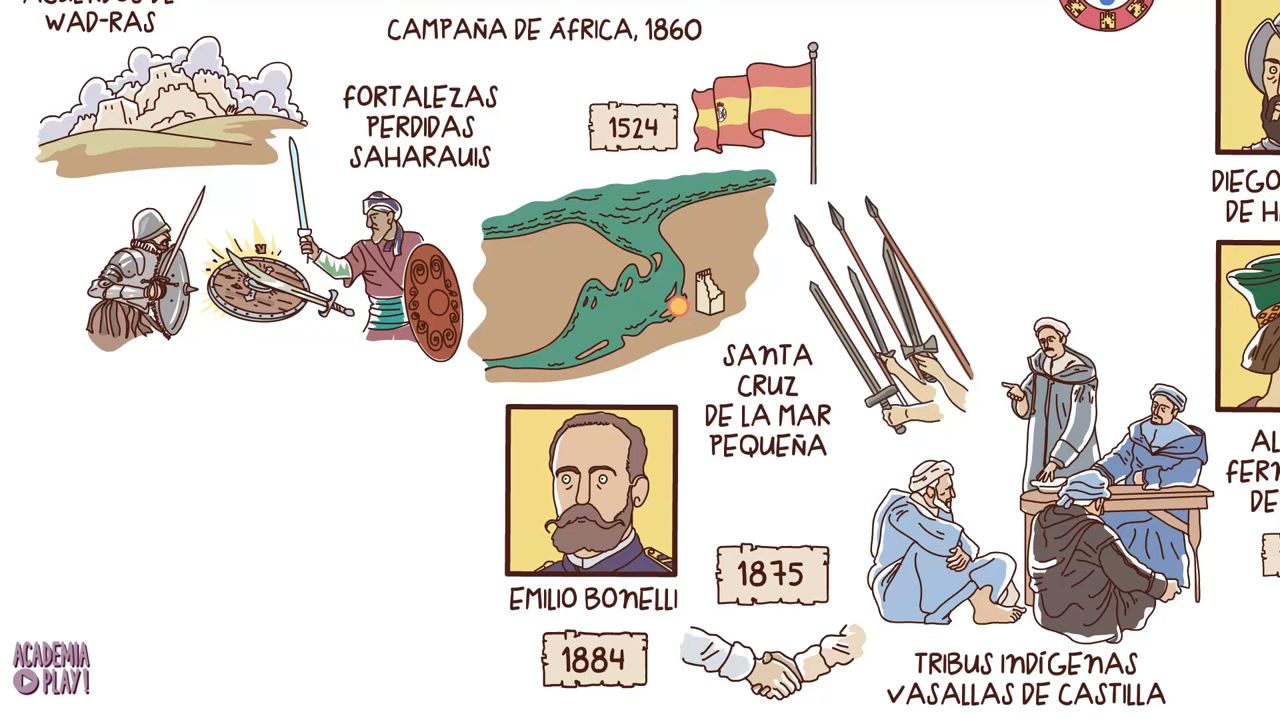 WAD-RAS
CAMPAÑA DE ÁFRICA, 1860
FORTALEZAS
PERDIDAS
SAHARAUIS
1524
SANTA
CRUZ
DE LA MAR
PEQUEÑA
DIEGO
EMILIO BONELLI
1875
1884
TRIBUS INDÍGENAS
VASALLAS DE CASTILLA
ACADEMIA
PLAY!